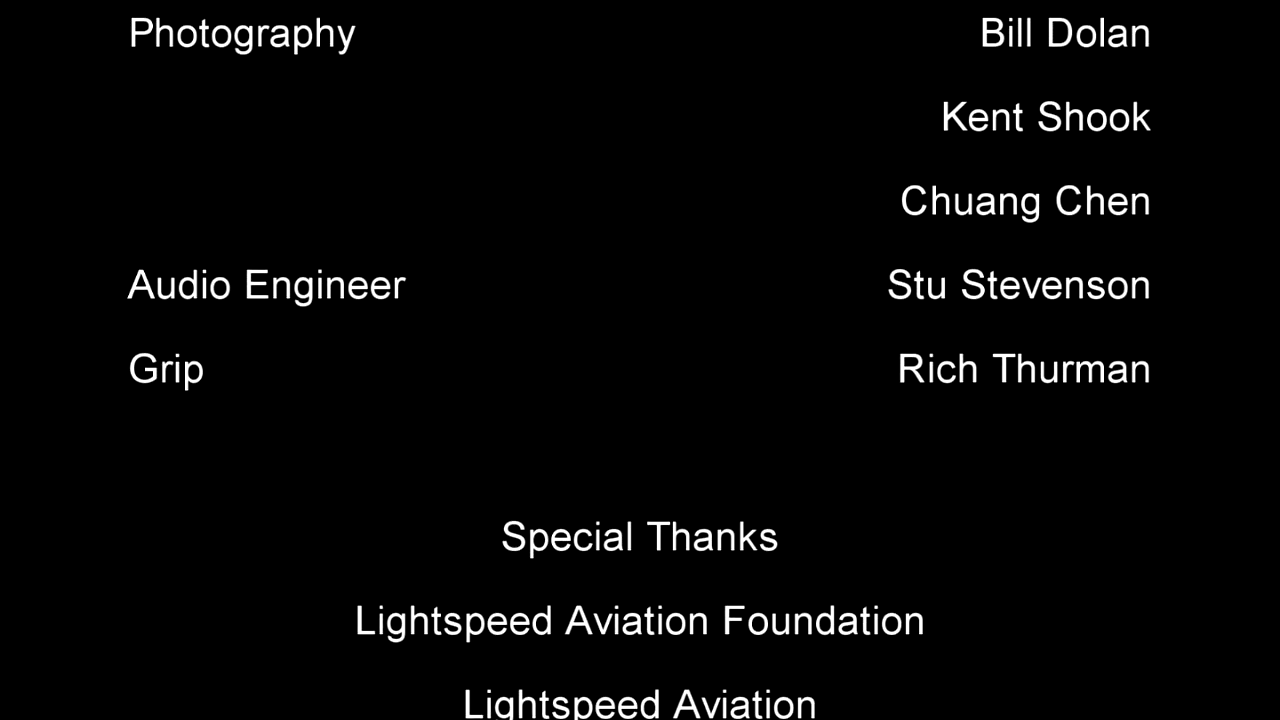 Photography Bill Dolan
Kent Shook
Chuang Chen
Audio Engineer Stu Stevenson
Grip Rich Thurman
Special Thanks
Lightspeed Aviation Foundation
Lightspeed Aviation